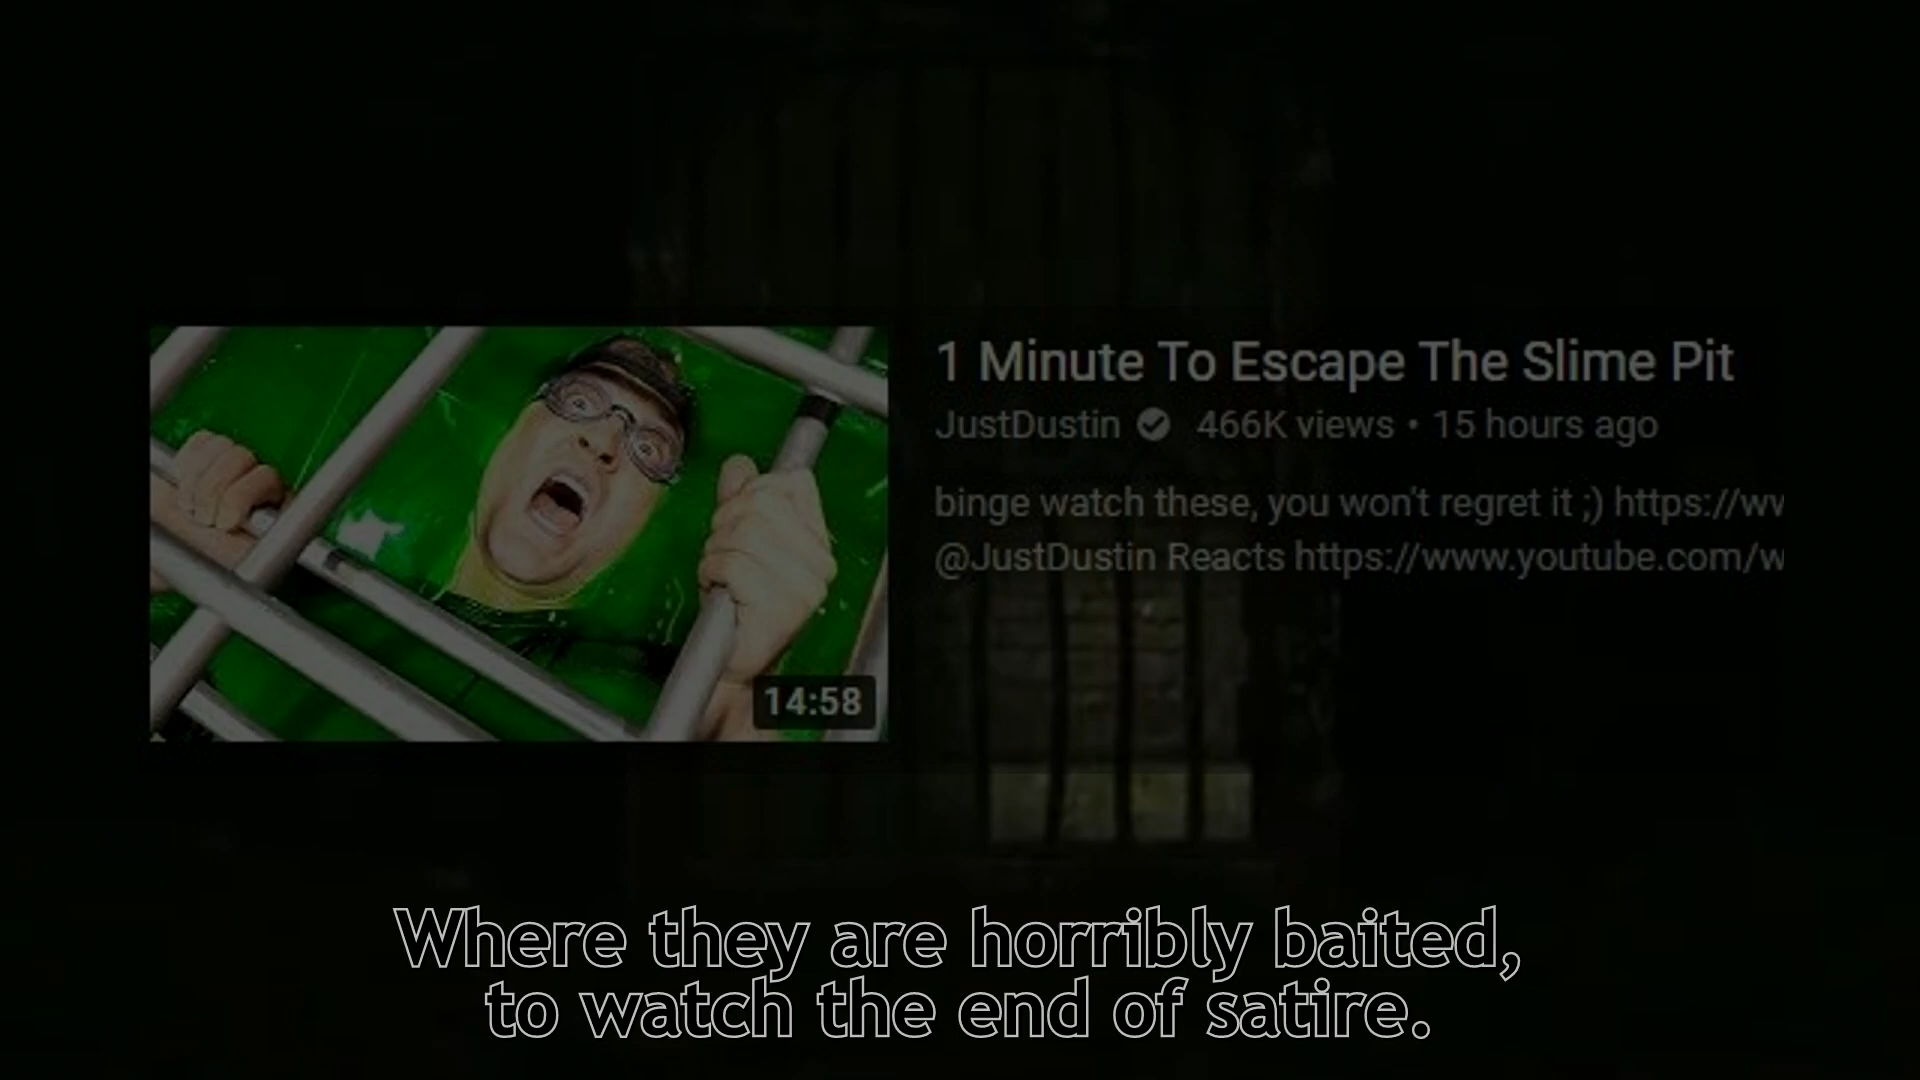 1 Minute To Escape The Slime Pit
JustDustin 466K views • 15 hours ago
binge watch these, you won't regret it ;) https://wv
@JustDustin Reacts https://www.youtube.com/w
14:58
Where they are horribly baited,
to watch the end of satire.